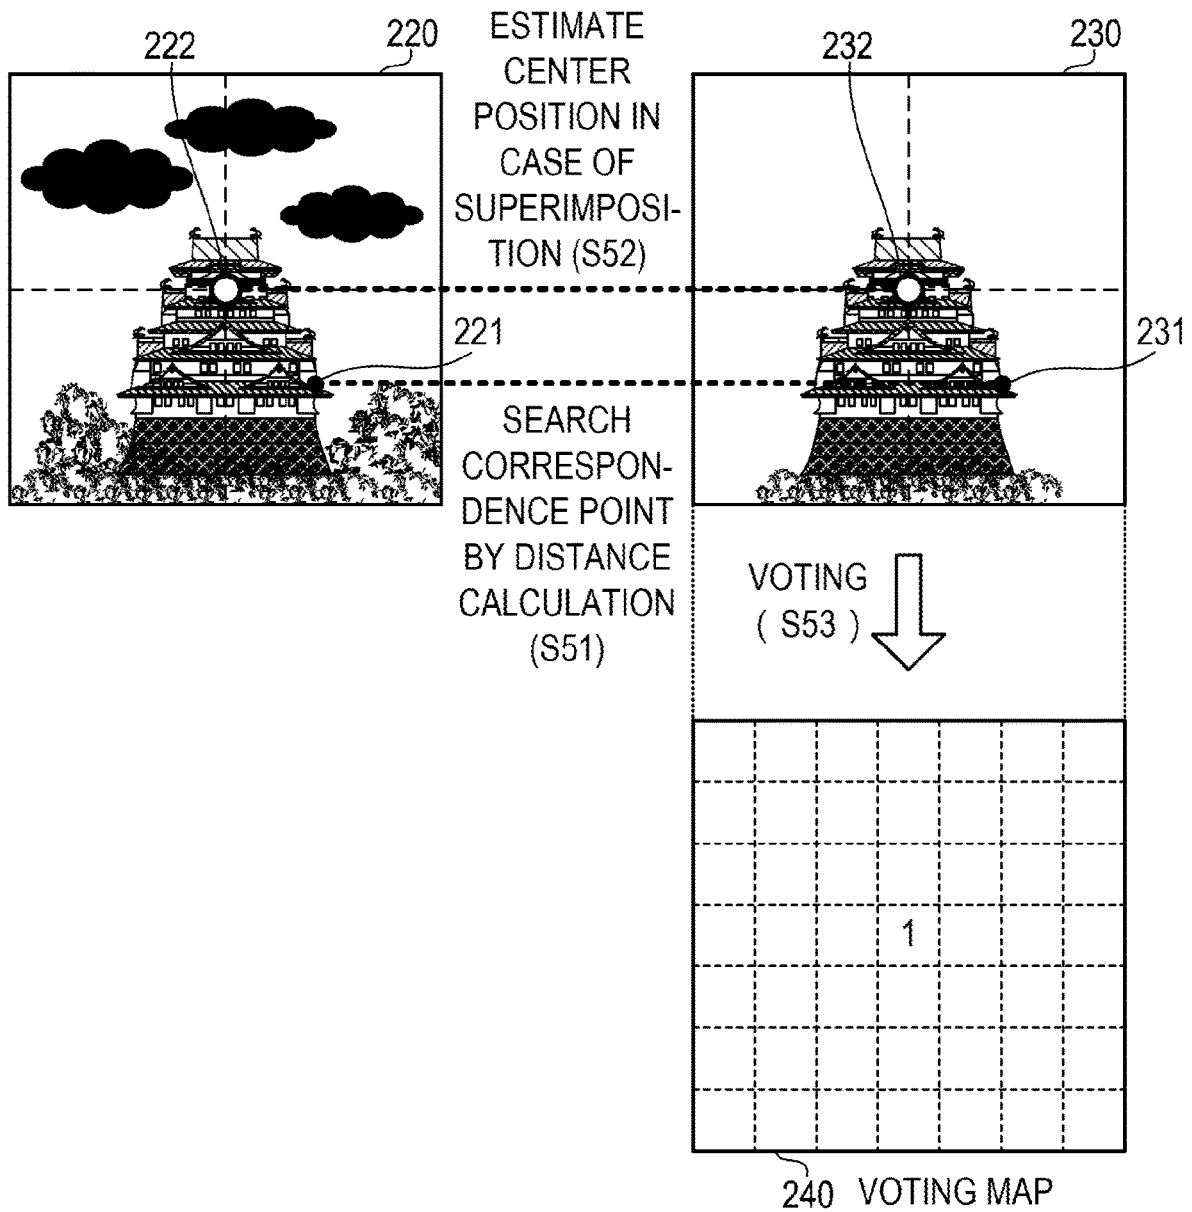 222
220
ESTIMATE
CENTER
POSITION IN
CASE OF
SUPERIMPOSI-
TION (S52)
232
230
221
231
SEARCH
CORRESPON-
DENCE POINT
BY DISTANCE
CALCULATION
(S51)
VOTING
( S53 )
1
240 VOTING MAP